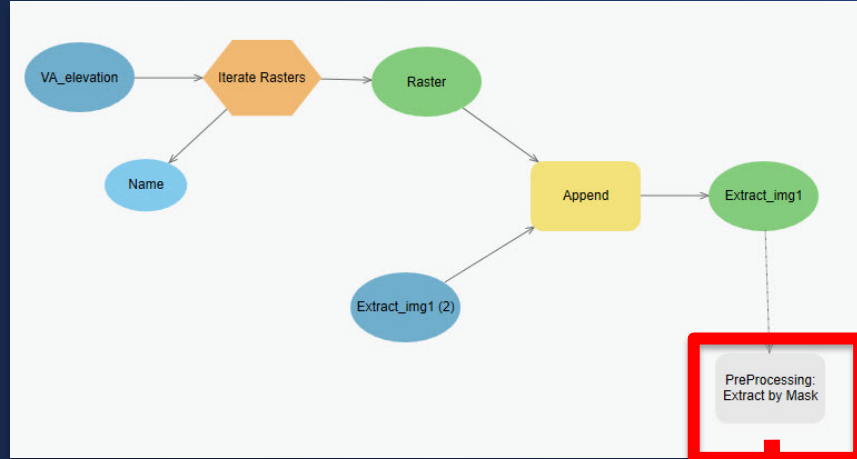 VA_elevation
Iterate Rasters
Raster
Name
Append
Extract_img1
Extract_img1 (2)
PreProcessing:
Extract by Mask